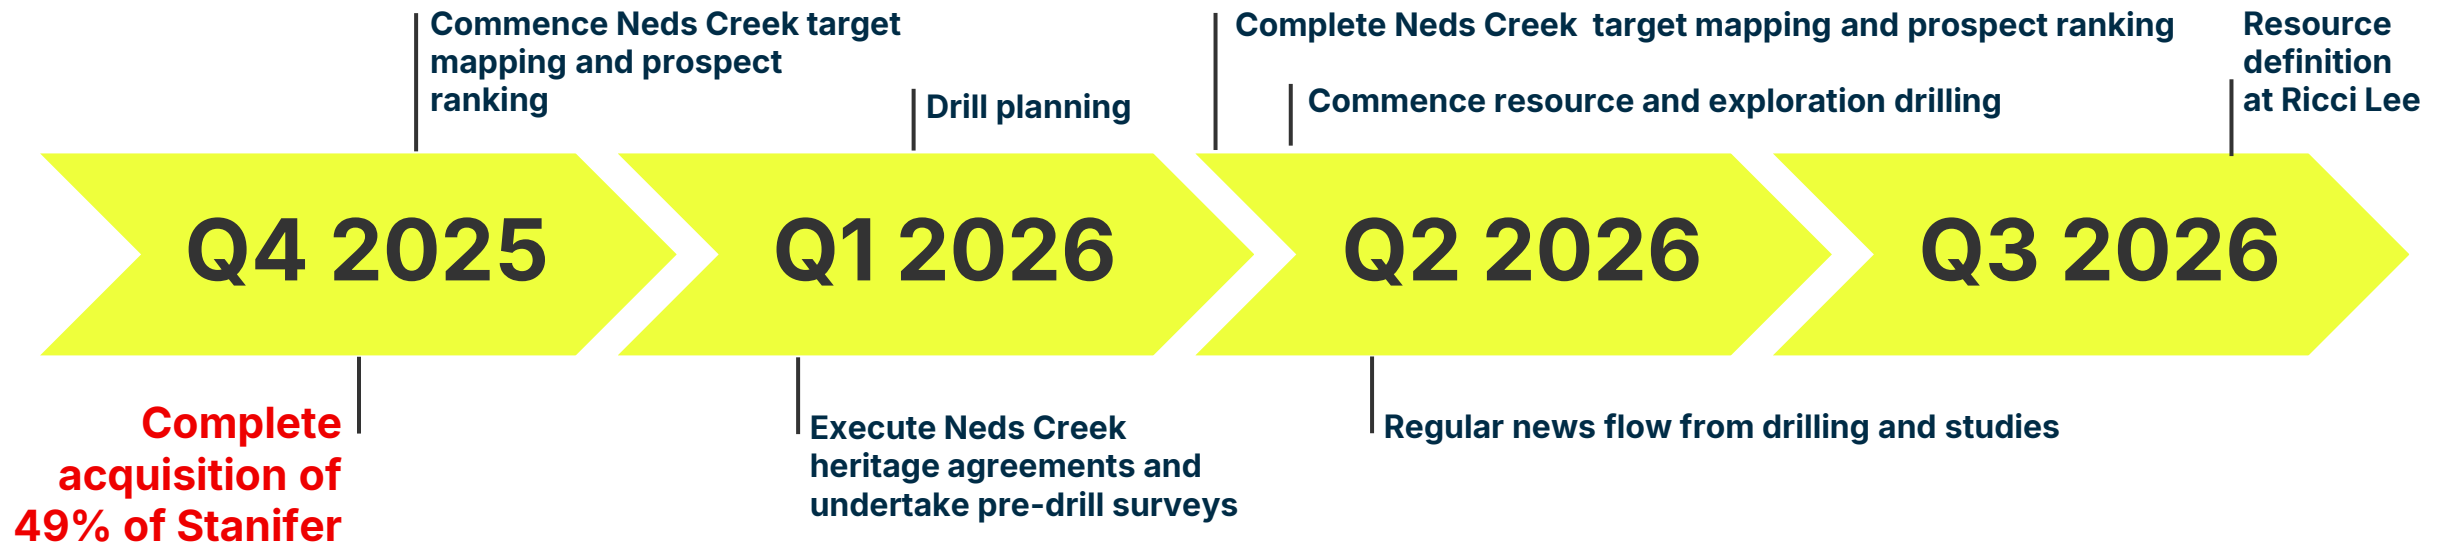 Commence Neds Creek target
mapping and prospect
ranking
Drill planning
Complete Neds Creek  target mapping and prospect ranking
Commence resource and exploration drilling
Resource
definition
at Ricci Lee
Q4 2025
Q1 2026
Q2 2026
Q3 2026
Complete
acquisition of
49% of Stanifer
Execute Neds Creek
heritage agreements and
undertake pre-drill surveys
Regular news flow from drilling and studies